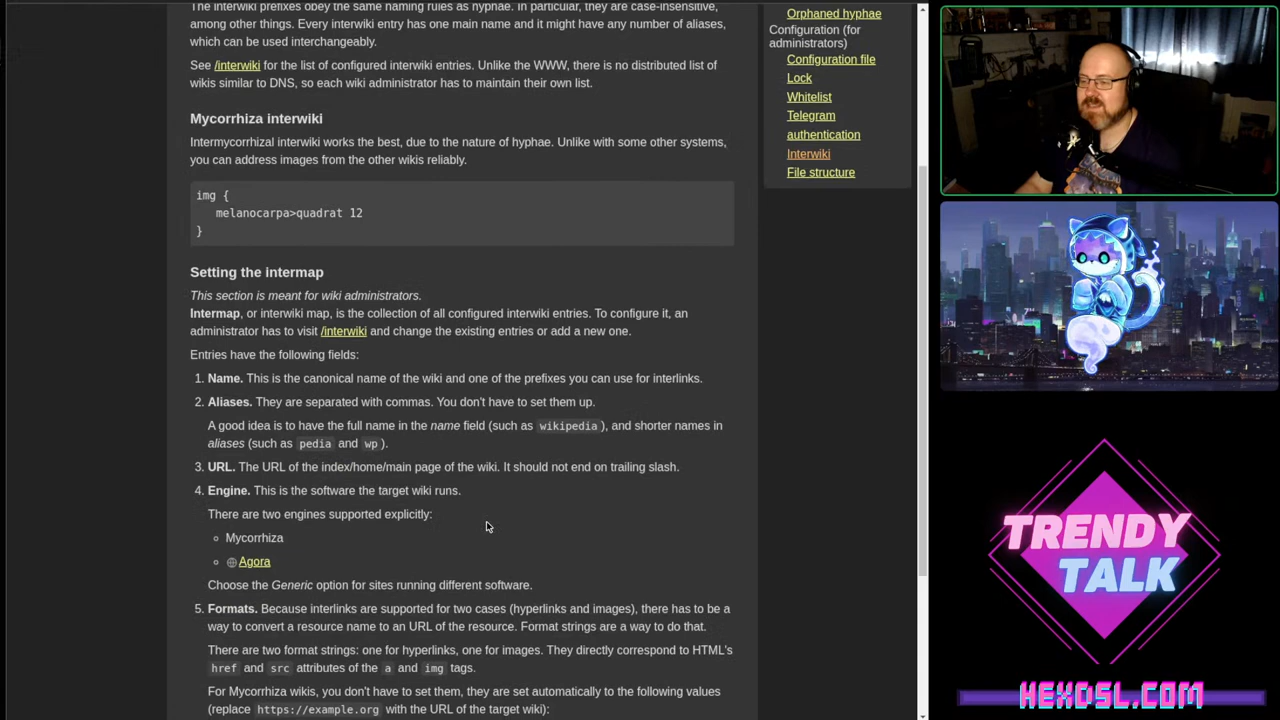 The interwiki prefixes obey the same naming rules as hyphae. In particular, they are case-insensitive,
among other things. Every interwiki entry has one main name and it might have any number of aliases,
which can be used interchangeably.
See /interwiki for the list of configured interwiki entries. Unlike the WWW, there is no distributed list of
wikis similar to DNS, so each wiki administrator has to maintain their own list.
Mycorrhiza interwiki
Intermycorrhizal interwiki works the best, due to the nature of hyphae. Unlike with some other systems,
you can address images from the other wikis reliably.
img {
melanocarpa>quadrat 12
}
Setting the intermap
This section is meant for wiki administrators.
Intermap, or interwiki map, is the collection of all configured interwiki entries. To configure it, an
administrator has to visit /interwiki and change the existing entries or add a new one.
Entries have the following fields:
1. Name. This is the canonical name of the wiki and one of the prefixes you can use for interlinks.
2. Aliases. They are separated with commas. You don't have to set them up.
A good idea is to have the full name in the name field (such as wikipedia), and shorter names in
aliases (such as pedia and wp).
3. URL. The URL of the index/home/main page of the wiki. It should not end on trailing slash.
4. Engine. This is the software the target wiki runs.
There are two engines supported explicitly:
Mycorrhiza
Agora
Choose the Generic option for sites running different software.
5. Formats. Because interlinks are supported for two cases (hyperlinks and images), there has to be a
way to convert a resource name to an URL of the resource. Format strings are a way to do that.
There are two format strings: one for hyperlinks, one for images. They directly correspond to HTML's
href and src attributes of the a and img tags.
For Mycorrhiza wikis, you don't have to set them, they are set automatically to the following values
(replace https://example.org with the URL of the target wiki):
Orphaned hyphae
Configuration (for
administrators)
Configuration file
Lock
Whitelist
Telegram
authentication
Interwiki
File structure
TRENDY
TALK
HEXDSL.COM